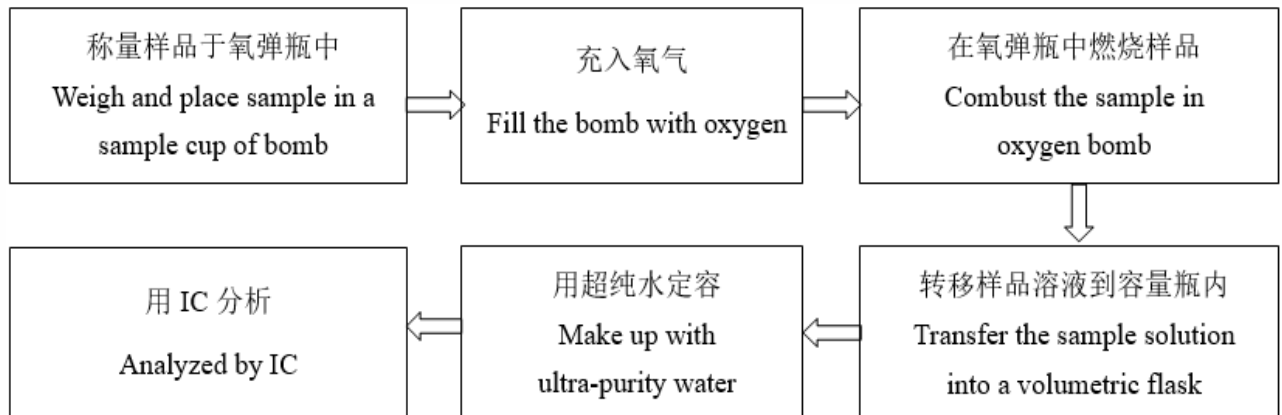 称量样品于氧弹瓶中
Weigh and place sample in a
sample cup of bomb
充入氧气
Fill the bomb with oxygen
在氧弹瓶中燃烧样品
Combust the sample in
oxygen bomb
转移样品溶液到容量瓶内
Transfer the sample solution
into a volumetric flask
用超纯水定容
Make up with
ultra-purity water
用 IC 分析
Analyzed by IC